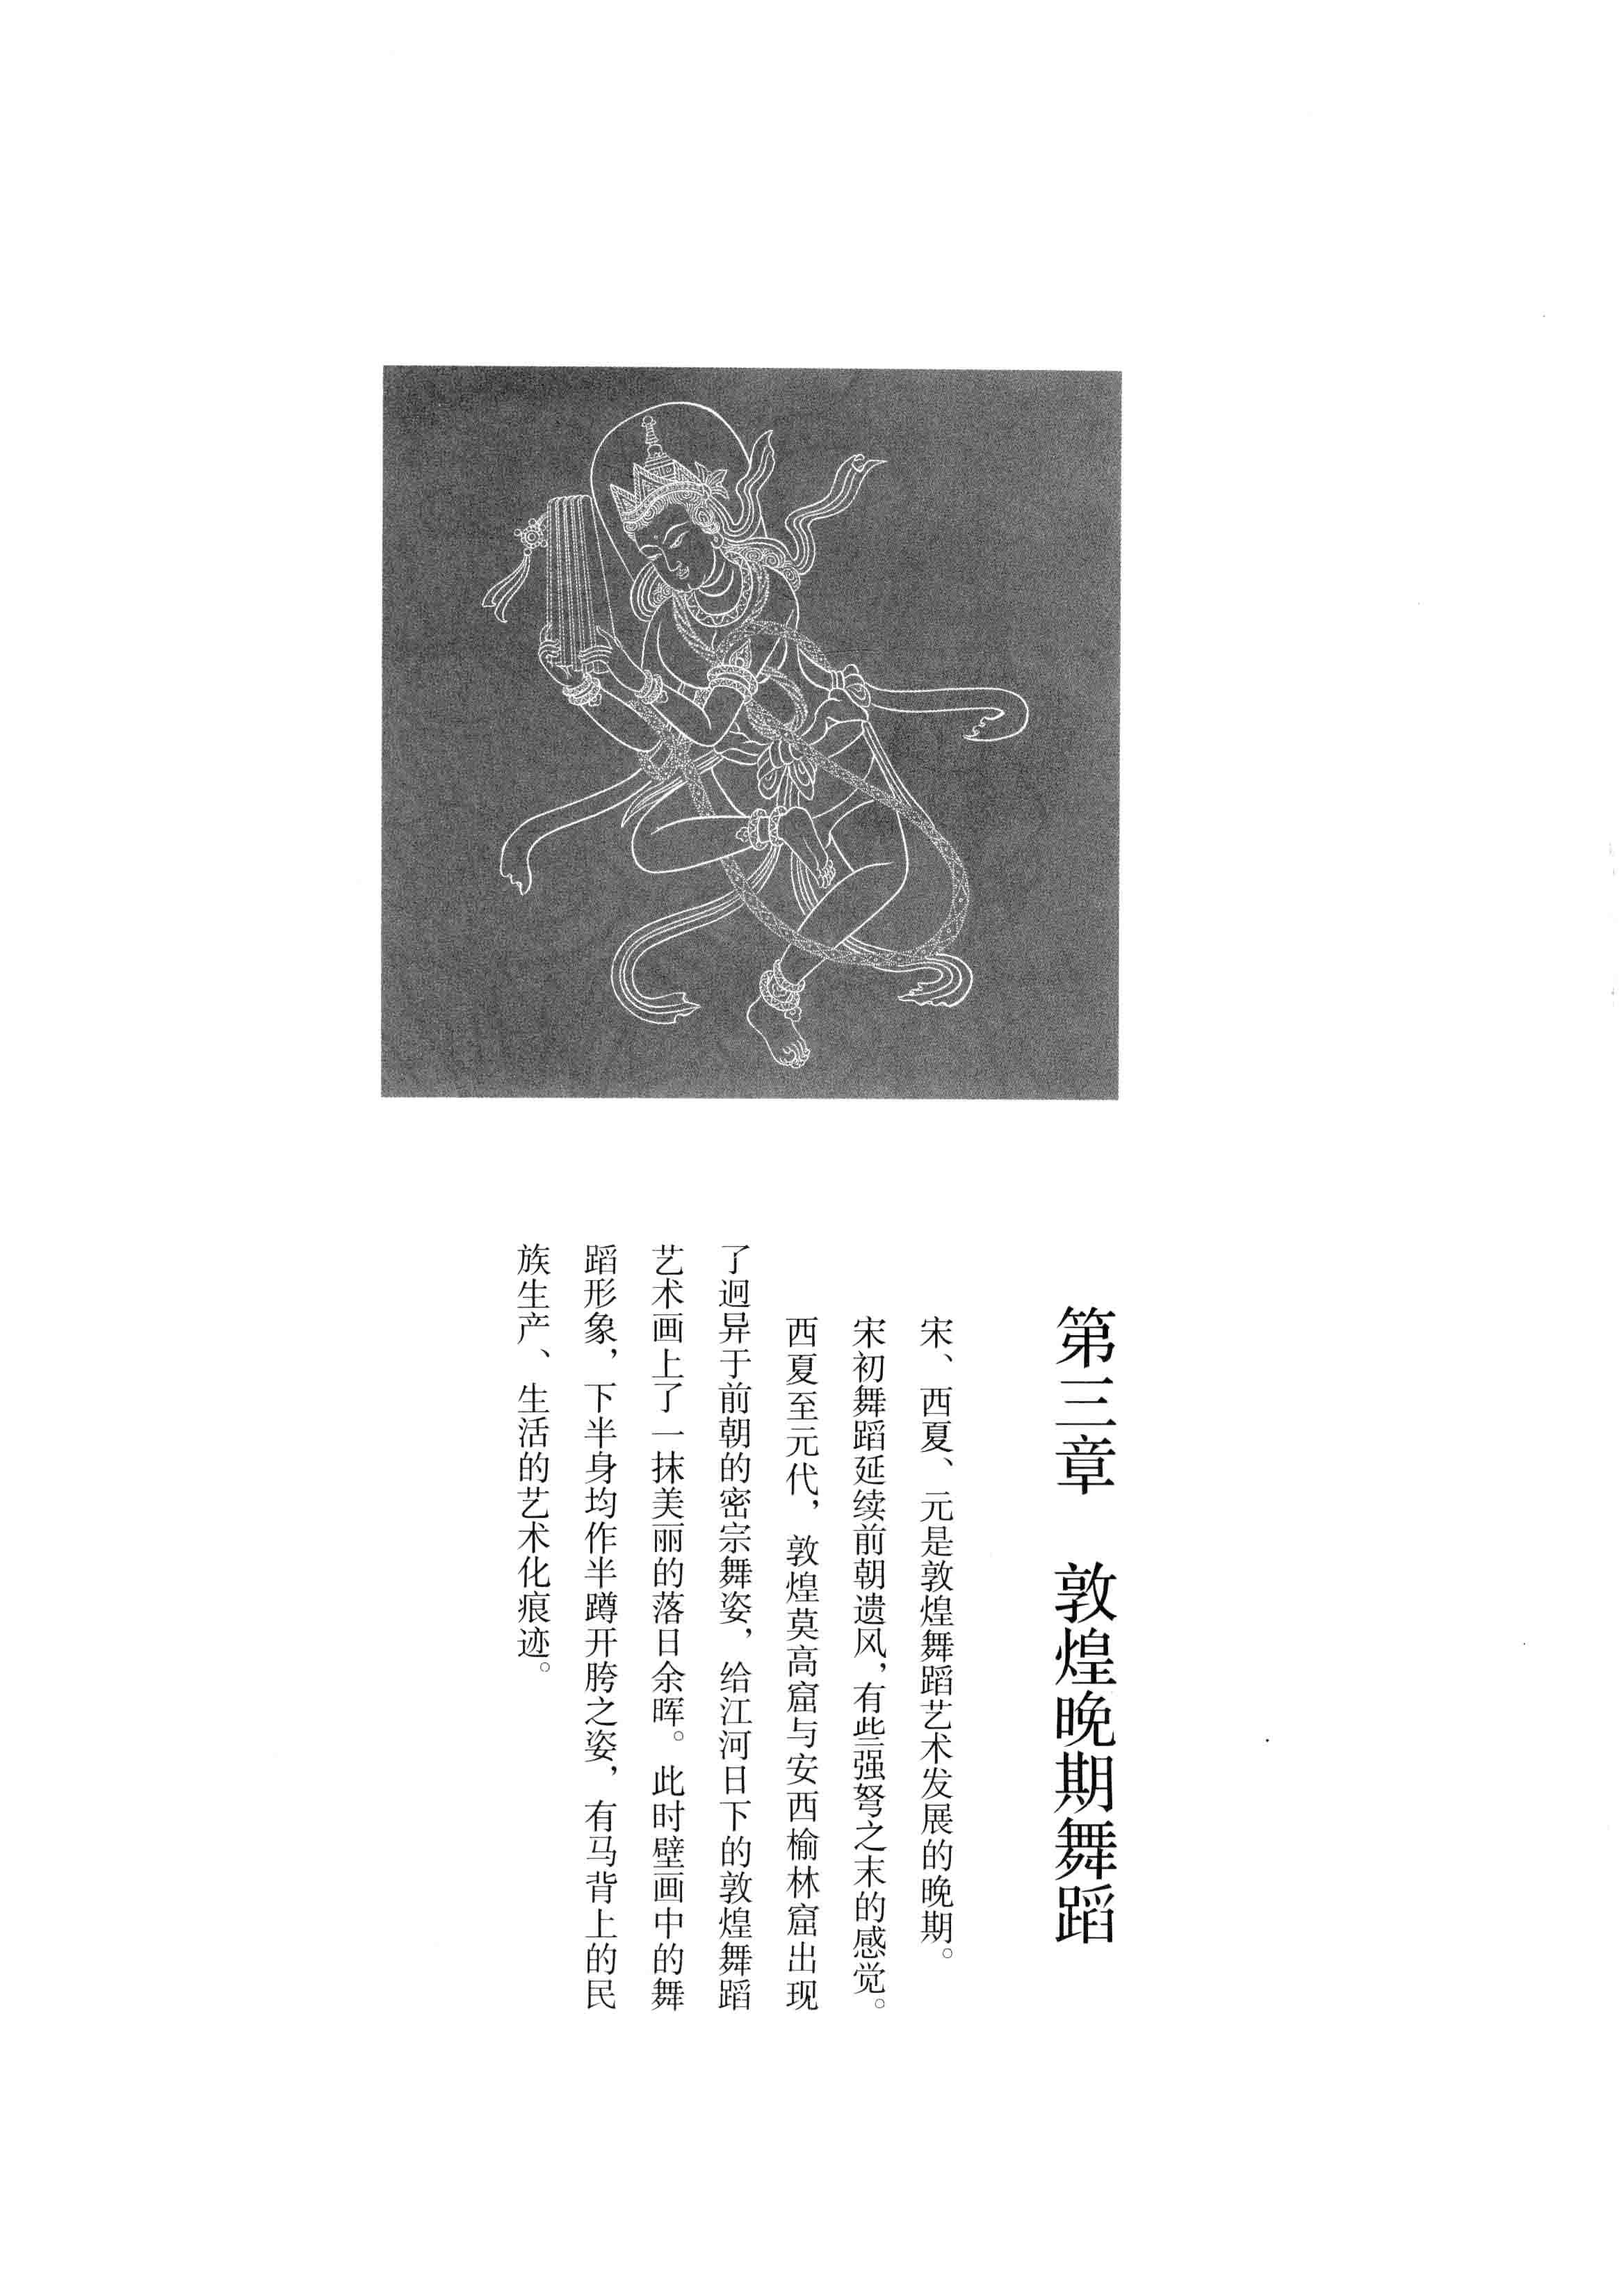 第三章 敦煌晚期舞蹈
宋、西夏、元是敦煌舞蹈艺术发展的晚期。
宋初舞蹈延续前朝遗风，有些强弩之末的感觉。
西夏至元代，敦煌莫高窟与安西榆林窟出现
了迥异于前朝的密宗舞姿，给江河日下的敦煌舞蹈
艺术画上了一抹美丽的落日余晖。此时壁画中的舞
蹈形象，下半身均作半蹲开胯之姿，有马背上的民
族生产、生活的艺术化痕迹。